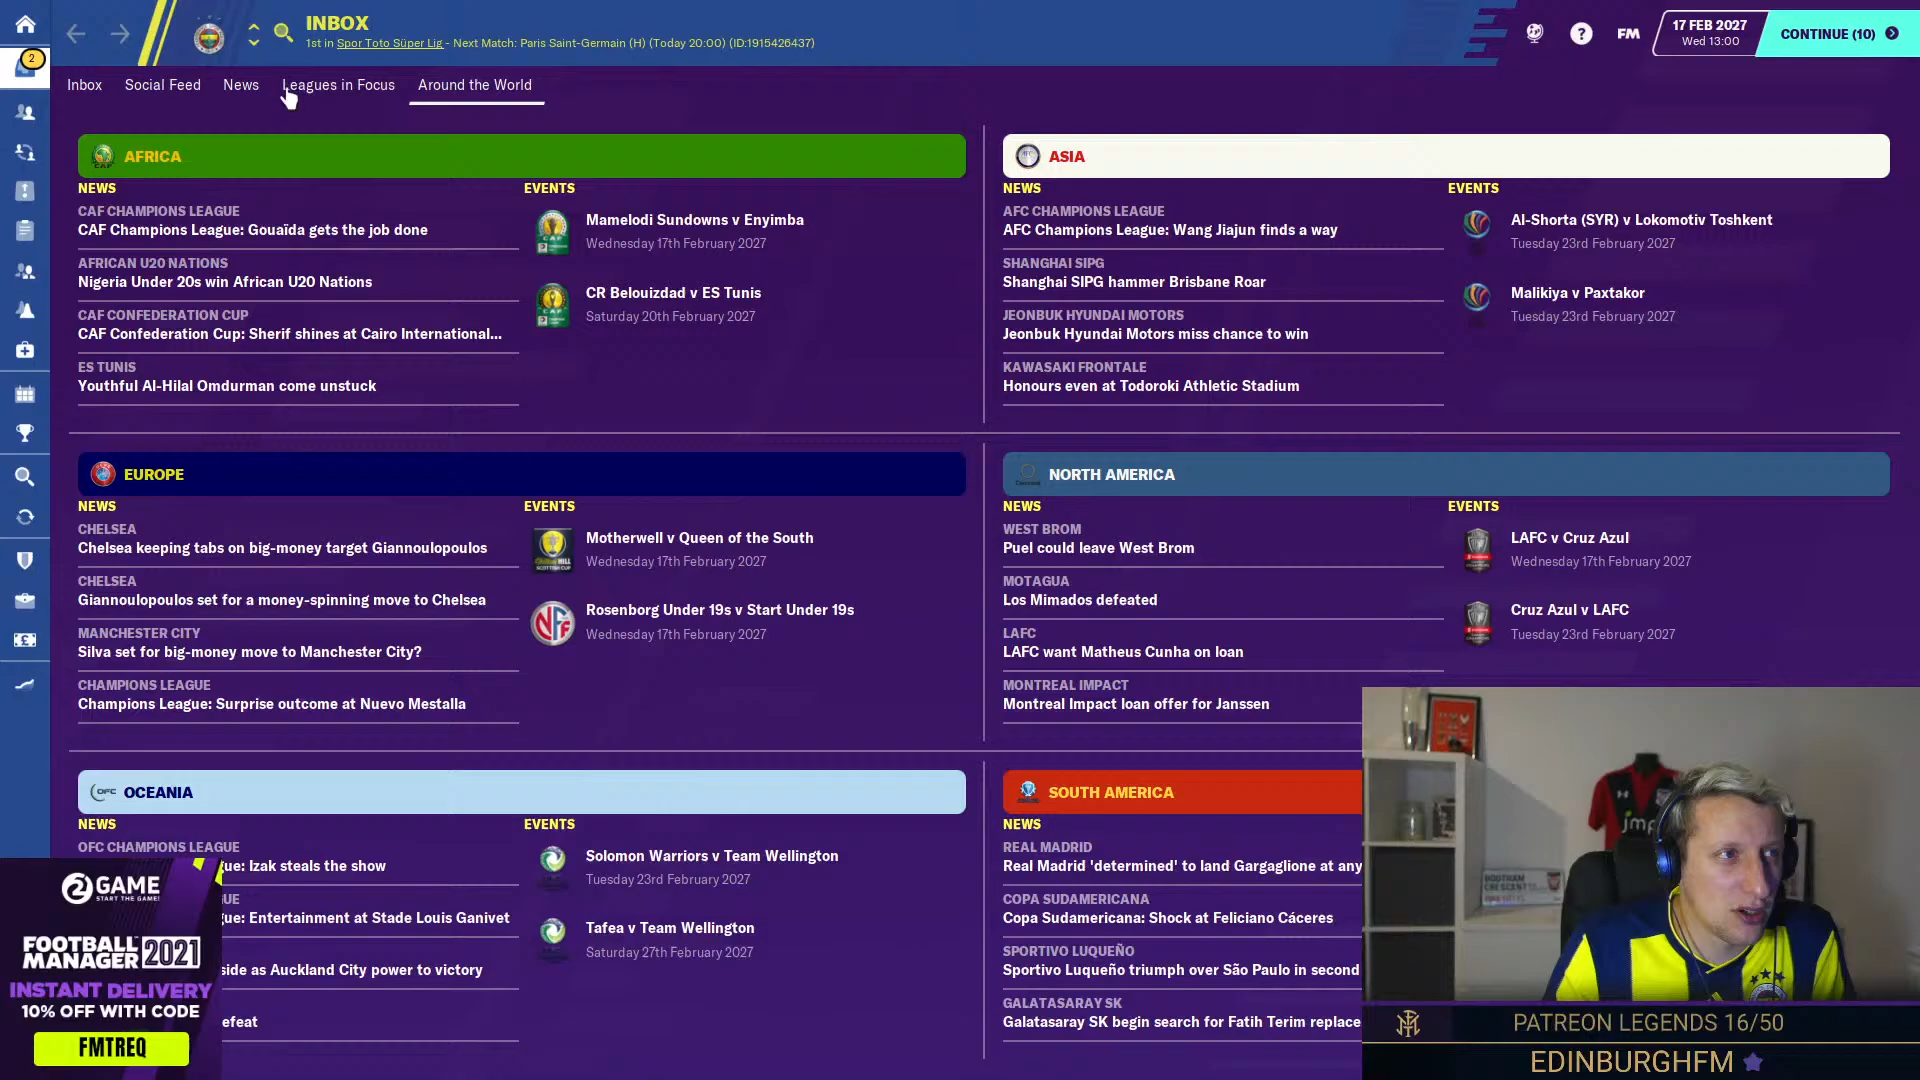 INBOX
1st in Spor Toto Süper Lig - Next Match: Paris Saint-Germain (H) (Today 20:00) (ID:1915426437)
2
FM
17 FEB 2027
Wed 13:00
CONTINUE (10)
Inbox
Social Feed
News
Leagues in Focus
Around the World
AFRICA
NEWS
CAF CHAMPIONS LEAGUE
CAF Champions League: Gouaïda gets the job done
AFRICAN U20 NATIONS
Nigeria Under 20s win African U20 Nations
CAF CONFEDERATION CUP
CAF Confederation Cup: Sherif shines at Cairo International...
ES TUNIS
Youthful Al-Hilal Omdurman come unstuck
EVENTS
Mamelodi Sundowns v Enyimba
Wednesday 17th February 2027
CR Belouizdad v ES Tunis
Saturday 20th February 2027
ASIA
NEWS
AFC CHAMPIONS LEAGUE
AFC Champions League: Wang Jiajun finds a way
SHANGHAI SIPG
Shanghai SIPG hammer Brisbane Roar
JEONBUK HYUNDAI MOTORS
Jeonbuk Hyundai Motors miss chance to win
KAWASAKI FRONTALE
Honours even at Todoroki Athletic Stadium
EVENTS
Al-Shorta (SYR) v Lokomotiv Toshkent
Tuesday 23rd February 2027
Malikiya v Paxtakor
Tuesday 23rd February 2027
EUROPE
NEWS
CHELSEA
Chelsea keeping tabs on big-money target Giannoulopoulos
CHELSEA
Giannoulopoulos set for a money-spinning move to Chelsea
MANCHESTER CITY
Silva set for big-money move to Manchester City?
CHAMPIONS LEAGUE
Champions League: Surprise outcome at Nuevo Mestalla
EVENTS
Motherwell v Queen of the South
Wednesday 17th February 2027
Rosenborg Under 19s v Start Under 19s
Wednesday 17th February 2027
NORTH AMERICA
NEWS
WEST BROM
Puel could leave West Brom
MOTAGUA
Los Mimados defeated
LAFC
LAFC want Matheus Cunha on loan
MONTREAL IMPACT
Montreal Impact loan offer for Janssen
EVENTS
LAFC v Cruz Azul
Wednesday 17th February 2027
Cruz Azul v LAFC
Tuesday 23rd February 2027
OFC
OCEANIA
NEWS
OFC CHAMPIONS LEAGUE
gue: Izak steals the show
GUE
gue: Entertainment at Stade Louis Ganivet
side as Auckland City power to victory
efeat
EVENTS
Solomon Warriors v Team Wellington
Tuesday 23rd February 2027
Tafea v Team Wellington
Saturday 27th February 2027
SOUTH AMERICA
NEWS
REAL MADRID
Real Madrid 'determined' to land Gargaglione at any
COPA SUDAMERICANA
Copa Sudamericana: Shock at Feliciano Cáceres
SPORTIVO LUQUEÑO
Sportivo Luqueño triumph over São Paulo in second
GALATASARAY SK
Galatasaray SK begin search for Fatih Terim replace
2GAME
START THE GAME!
FOOTBALL
MANAGER 2021
INSTANT DELIVERY
10% OFF WITH CODE
FMTREQ
BOOTHAM
CRESCENT
jmp
PATREON LEGENDS 16/50
EDINBURGHFM